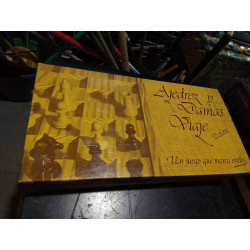 Ajedrez y
Damas
Viaje
Un juego que marca estilo